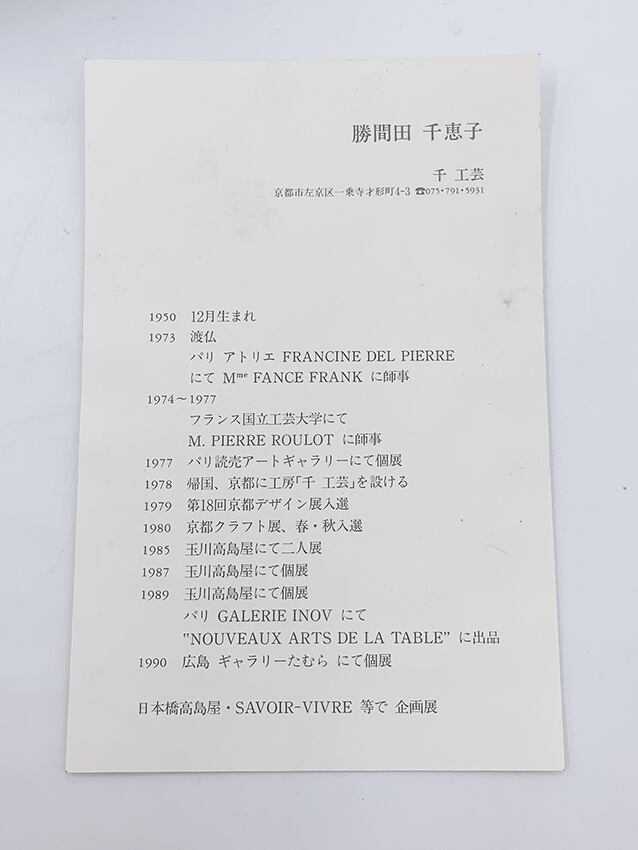 勝間田 千恵子
千 工芸
京都市左京区一乗寺才形町4-3 ☎075・791・5931
1950 12月生まれ
1973 渡仏
パリ アトリエ FRANCINE DEL PIERRE
にて Mme FANCE FRANK に師事
1974～1977
フランス国立工芸大学にて
M. PIERRE ROULOT に師事
1977 パリ読売アートギャラリーにて個展
1978 帰国、京都に工房「千 工芸」を設ける
1979 第18回京都デザイン展入選
1980 京都クラフト展、春・秋入選
1985 玉川高島屋にて二人展
1987 玉川高島屋にて個展
1989 玉川高島屋にて個展
パリ GALERIE INOV にて
"NOUVEAUX ARTS DE LA TABLE" に出品
1990 広島 ギャラリーたむら にて個展
日本橋高島屋・SAVOIR-VIVRE 等で 企画展